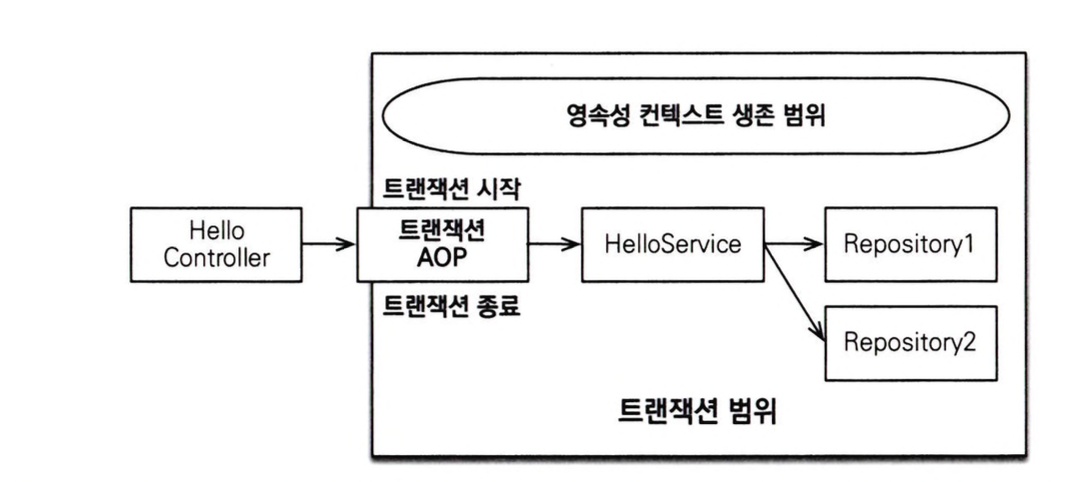 영속성 컨텍스트 생존 범위
트랜잭션 시작
Hello
Controller
트랜잭션
AOP
HelloService
Repository1
트랜잭션 종료
Repository2
트랜잭션 범위